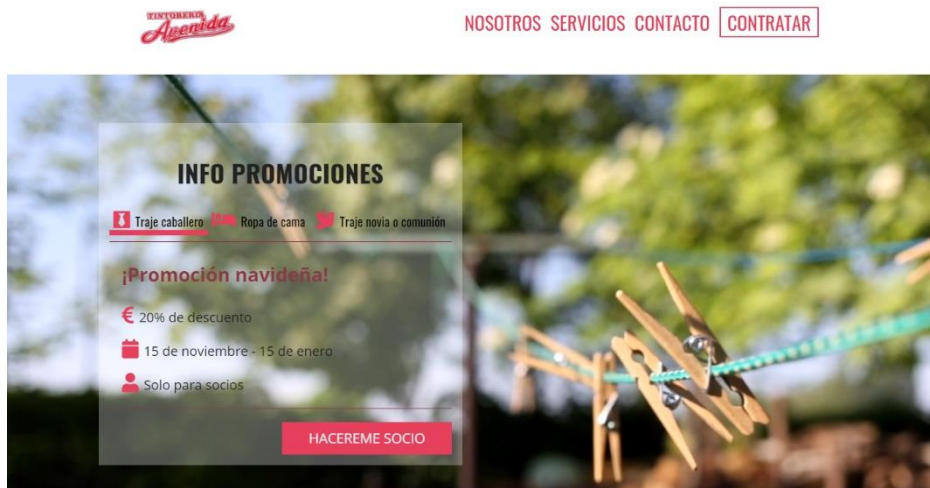 TINTORERÍA
Avenida
NOSOTROS SERVICIOS CONTACTO CONTRATAR
INFO PROMOCIONES
Traje caballero Ropa de cama Traje novia o comunión
¡Promoción navideña!
€ 20% de descuento
15 de noviembre - 15 de enero
Solo para socios
HACEREME SOCIO